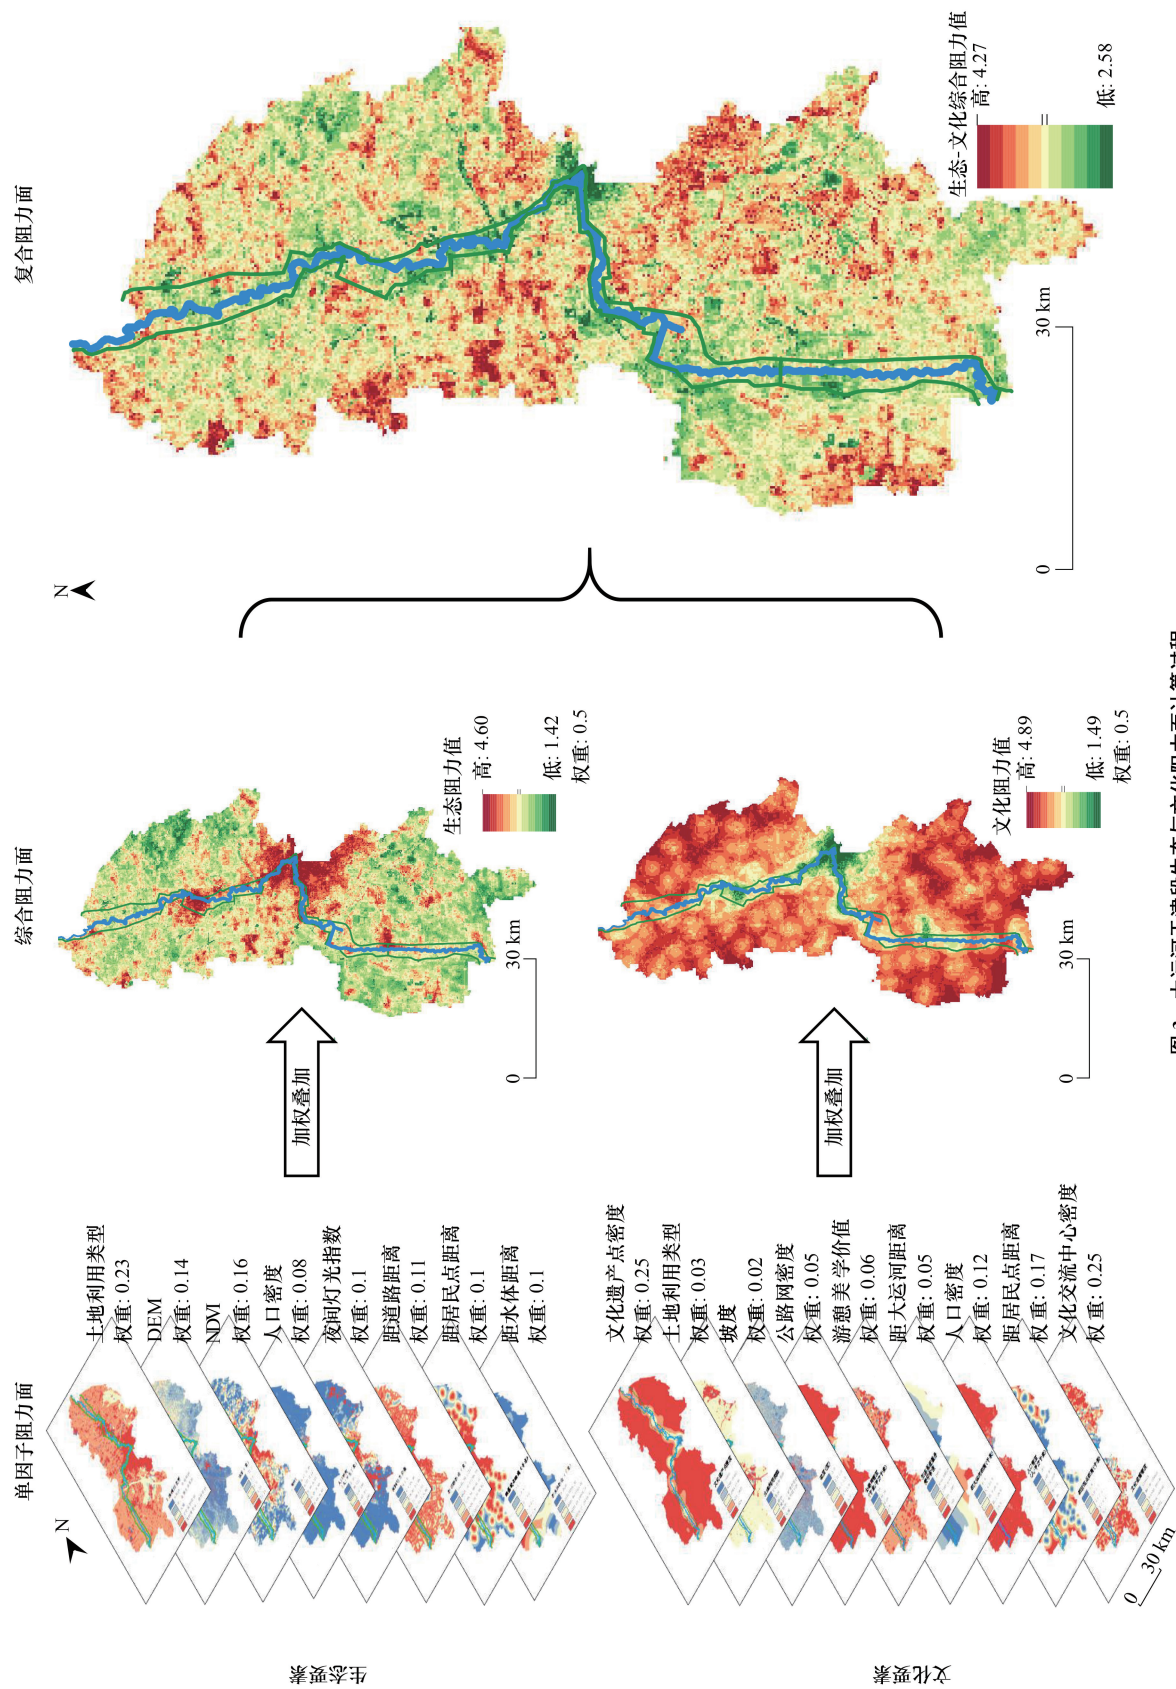 单因子阻力面
综合阻力面
复合阻力面
N
N
生态要素
土地利用类型
权重: 0.23
DEM
权重: 0.14
NDVI
权重: 0.16
人口密度
权重: 0.08
夜间灯光指数
权重: 0.1
距道路距离
权重: 0.11
距居民点距离
权重: 0.1
距水体距离
权重: 0.1
加权叠加
生态阻力值
高: 4.60
低: 1.42
权重: 0.5
0
30 km
文化要素
文化遗产点密度
权重: 0.25
土地利用类型
权重: 0.03
坡度
权重: 0.02
公路网密度
权重: 0.05
游憩美学价值
权重: 0.06
距大运河距离
权重: 0.05
人口密度
权重: 0.12
距居民点距离
权重: 0.17
文化交流中心密度
权重: 0.25
0
30 km
加权叠加
文化阻力值
高: 4.89
低: 1.49
权重: 0.5
0
30 km
生态-文化综合阻力值
高: 4.27
低: 2.58
0
30 km